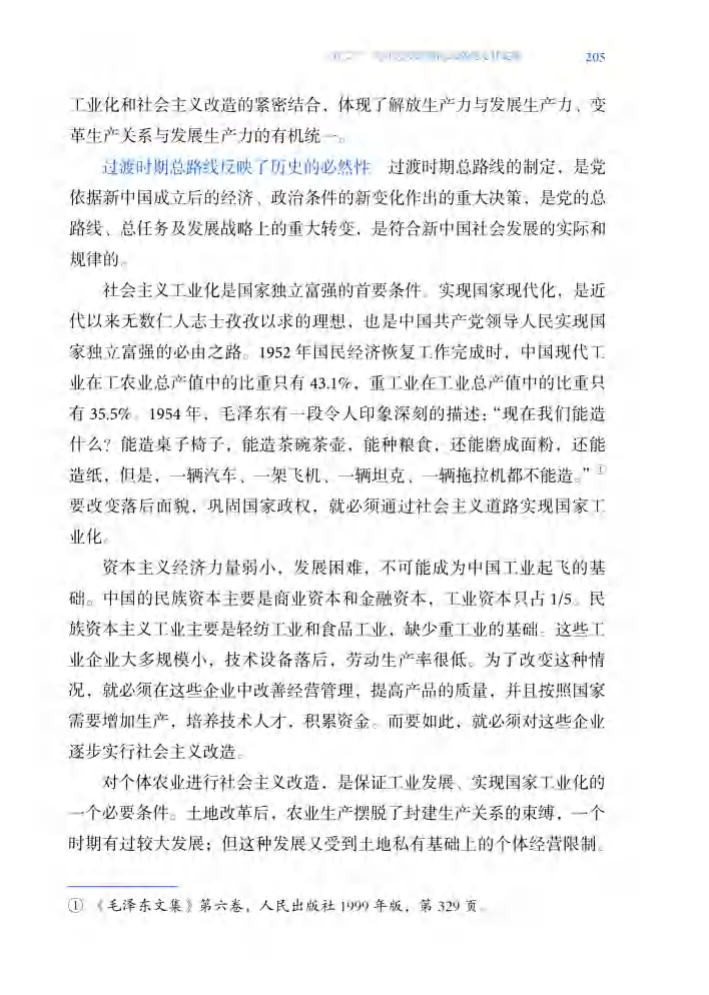 205
工业化和社会主义改造的紧密结合，体现了解放生产力与发展生产力、变
革生产关系与发展生产力的有机统一。
过渡时期总路线反映了历史的必然性 过渡时期总路线的制定，是党
依据新中国成立后的经济、政治条件的新变化作出的重大决策，是党的总
路线、总任务及发展战略上的重大转变，是符合新中国社会发展的实际和
规律的。
社会主义工业化是国家独立富强的首要条件。实现国家现代化，是近
代以来无数仁人志士孜孜以求的理想，也是中国共产党领导人民实现国
家独立富强的必由之路。1952 年国民经济恢复工作完成时，中国现代工
业在工农业总产值中的比重只有 43.1%，重工业在工业总产值中的比重只
有 35.5%。1954 年，毛泽东有一段令人印象深刻的描述：“现在我们能造
什么？能造桌子椅子，能造茶碗茶壶，能种粮食，还能磨成面粉，还能
造纸，但是，一辆汽车、一架飞机、一辆坦克、一辆拖拉机都不能造。”①
要改变落后面貌，巩固国家政权，就必须通过社会主义道路实现国家工
业化。
资本主义经济力量弱小，发展困难，不可能成为中国工业起飞的基
础。中国的民族资本主要是商业资本和金融资本，工业资本只占 1/5。民
族资本主义工业主要是轻纺工业和食品工业，缺少重工业的基础。这些工
业企业大多规模小，技术设备落后，劳动生产率很低。为了改变这种情
况，就必须在这些企业中改善经营管理，提高产品的质量，并且按照国家
需要增加生产，培养技术人才，积累资金。而要如此，就必须对这些企业
逐步实行社会主义改造。
对个体农业进行社会主义改造，是保证工业发展、实现国家工业化的
一个必要条件。土地改革后，农业生产摆脱了封建生产关系的束缚，一个
时期有过较大发展；但这种发展又受到土地私有基础上的个体经营限制。
① 《毛泽东文集》第六卷，人民出版社 1999 年版，第 329 页。